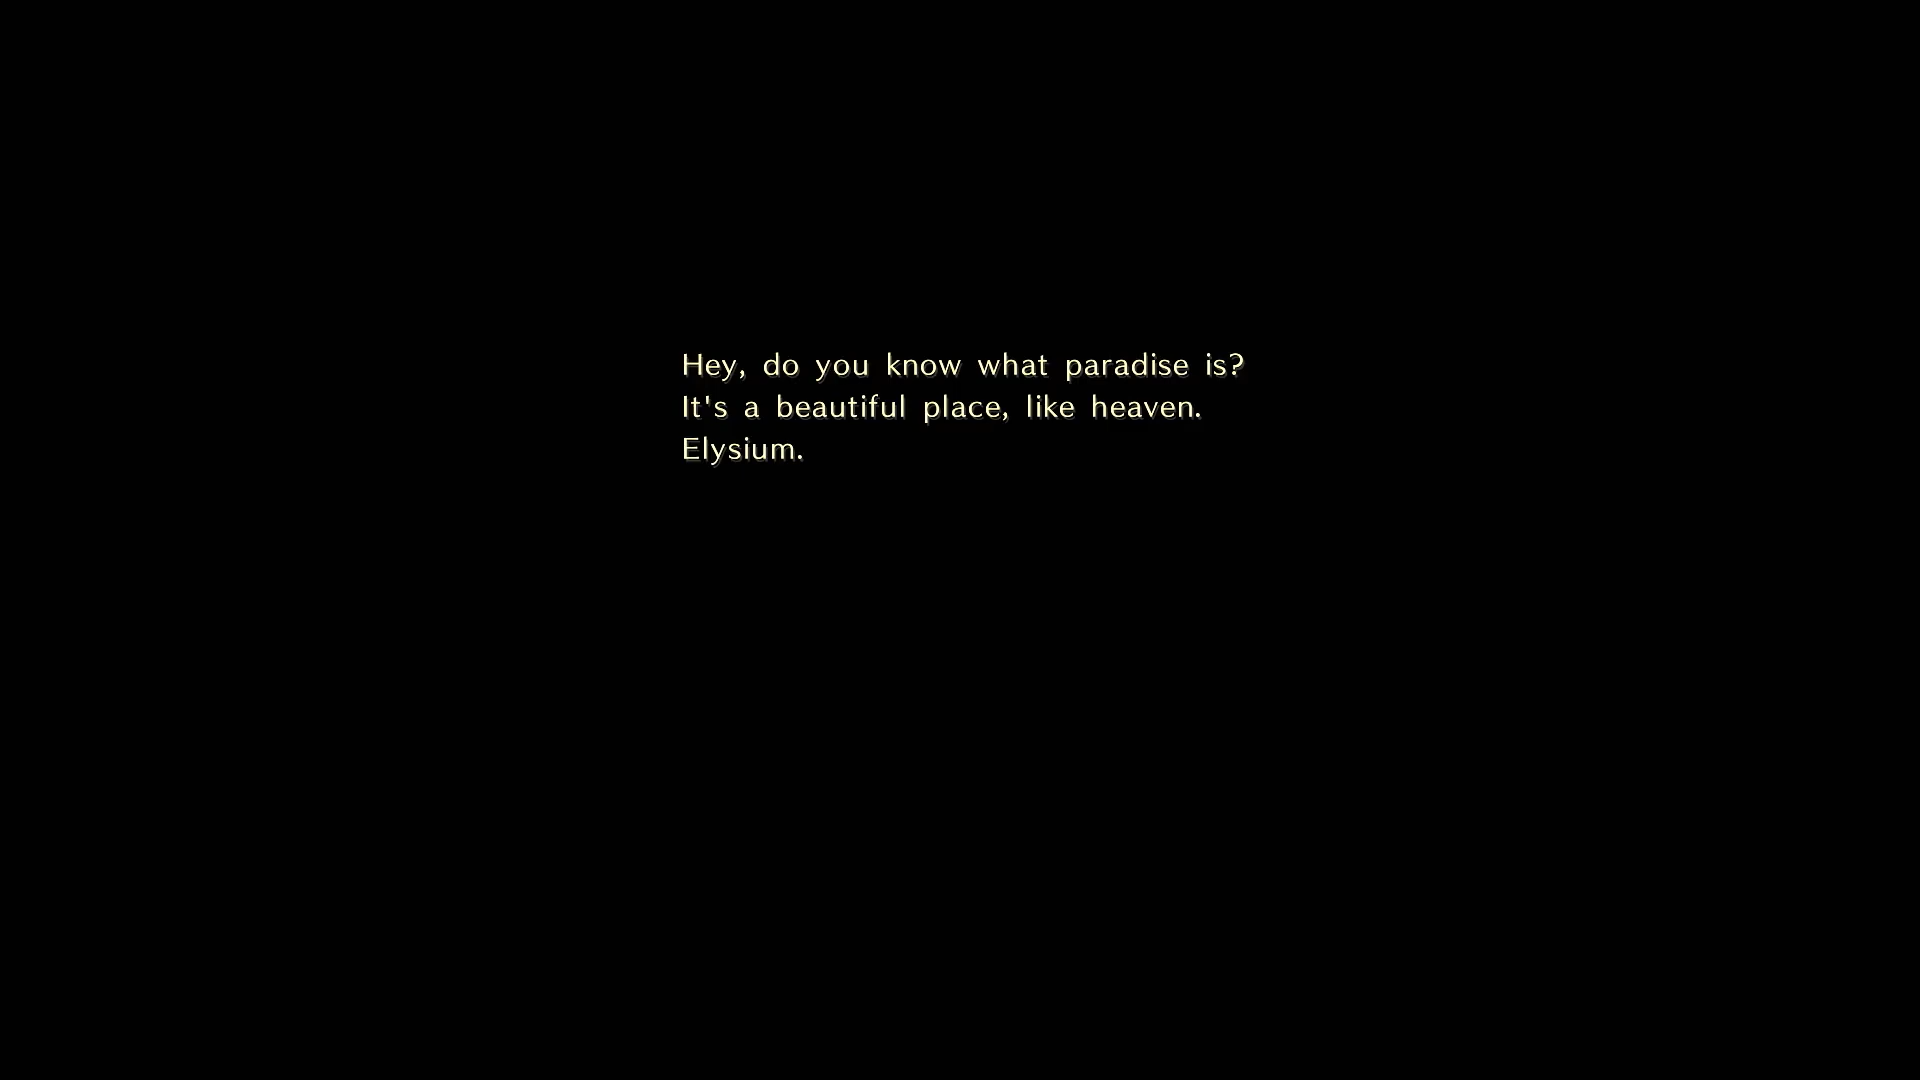 Hey, do you know what paradise is?
It's a beautiful place, like heaven.
Elysium.